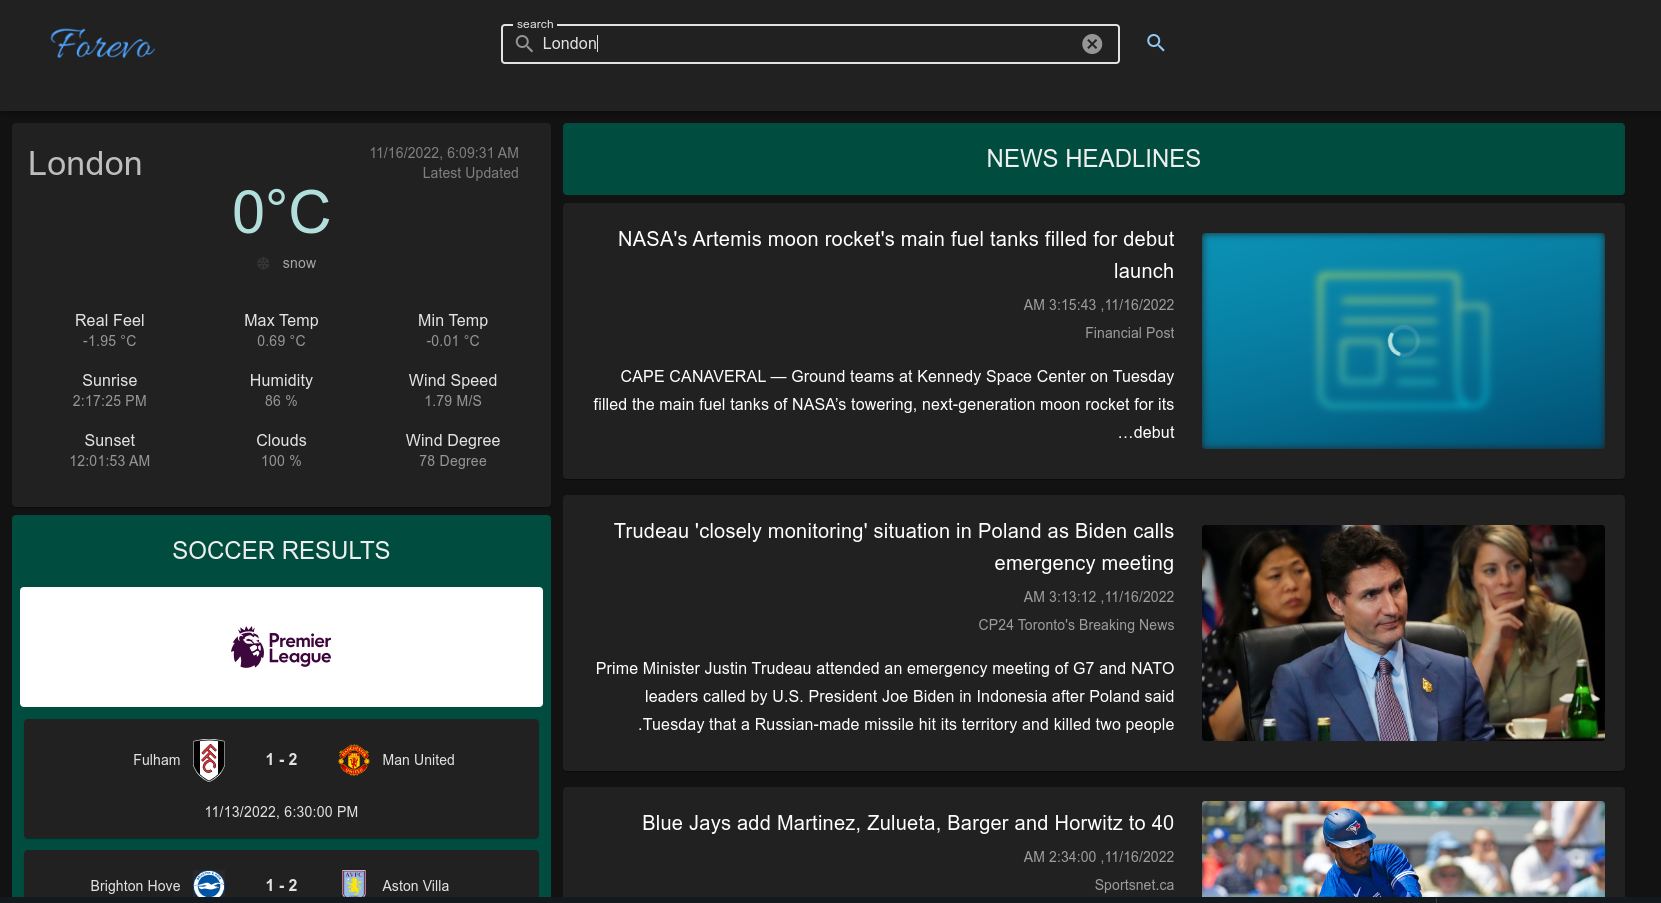 Forevo
search
London
London
11/16/2022, 6:09:31 AM
Latest Updated
0°C
snow
Real Feel
-1.95 °C
Max Temp
0.69 °C
Min Temp
-0.01 °C
Sunrise
2:17:25 PM
Humidity
86 %
Wind Speed
1.79 M/S
Sunset
12:01:53 AM
Clouds
100 %
Wind Degree
78 Degree
SOCCER RESULTS
Premier
League
Fulham
1 - 2
Man United
11/13/2022, 6:30:00 PM
Brighton Hove
1 - 2
AVFC
Aston Villa
NEWS HEADLINES
NASA's Artemis moon rocket's main fuel tanks filled for debut
launch
AM 3:15:43 ,11/16/2022
Financial Post
CAPE CANAVERAL — Ground teams at Kennedy Space Center on Tuesday
filled the main fuel tanks of NASA’s towering, next-generation moon rocket for its
…debut
Trudeau 'closely monitoring' situation in Poland as Biden calls
emergency meeting
AM 3:13:12 ,11/16/2022
CP24 Toronto's Breaking News
Prime Minister Justin Trudeau attended an emergency meeting of G7 and NATO
leaders called by U.S. President Joe Biden in Indonesia after Poland said
.Tuesday that a Russian-made missile hit its territory and killed two people
Blue Jays add Martinez, Zulueta, Barger and Horwitz to 40
AM 2:34:00 ,11/16/2022
Sportsnet.ca